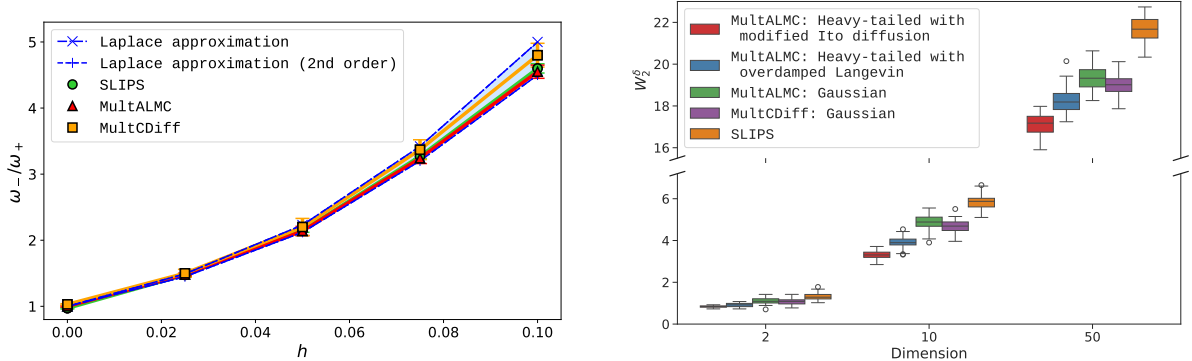 5
4
3
2
1
ω₋/ω₊
Laplace approximation
Laplace approximation (2nd order)
SLIPS
MultALMC
MultCDiff
0.00
0.02
0.04
0.06
0.08
0.10
h
22
20
18
16
6
4
2
0
W₂^δ
MultALMC: Heavy-tailed with
modified Ito diffusion
MultALMC: Heavy-tailed with
overdamped Langevin
MultALMC: Gaussian
MultCDiff: Gaussian
SLIPS
2
10
50
Dimension